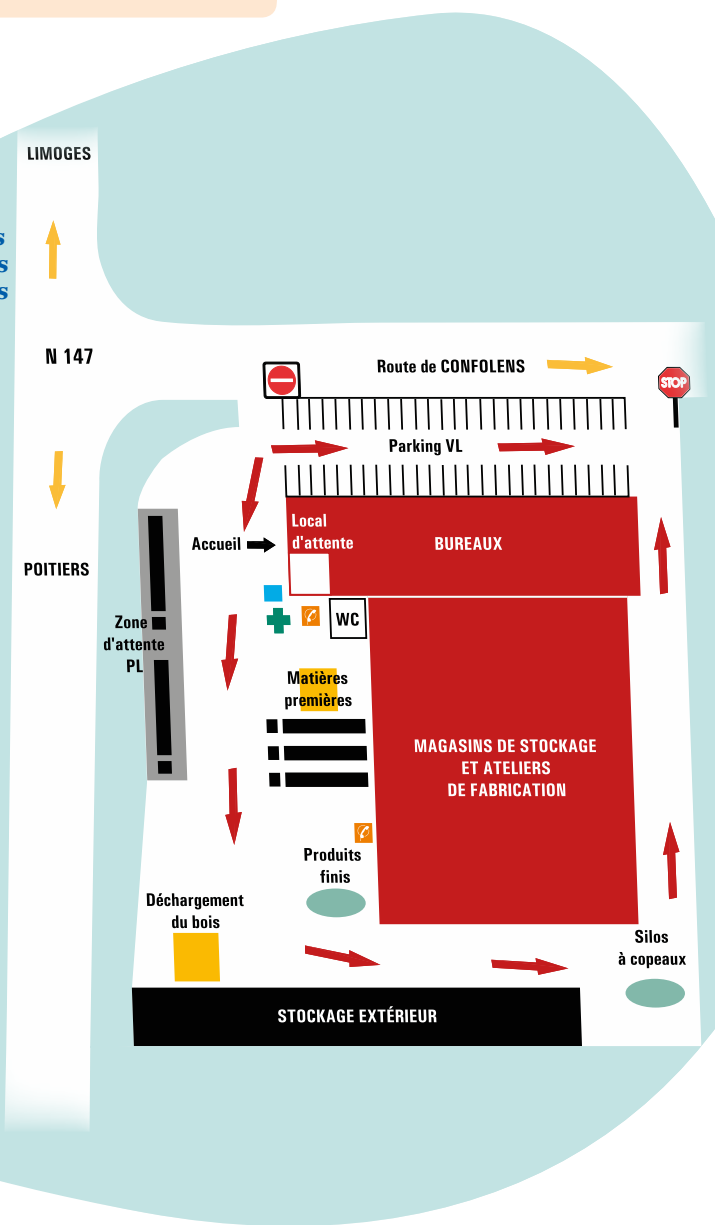 LIMOGES
s
s
s
N 147
Route de CONFOLENS
STOP
Parking VL
Local
d'attente
Accueil
BUREAUX
POITIERS
WC
Zone
d'attente
PL
Matières
premières
MAGASINS DE STOCKAGE
ET ATELIERS
DE FABRICATION
Produits
finis
Déchargement
du bois
Silos
à copeaux
STOCKAGE EXTÉRIEUR